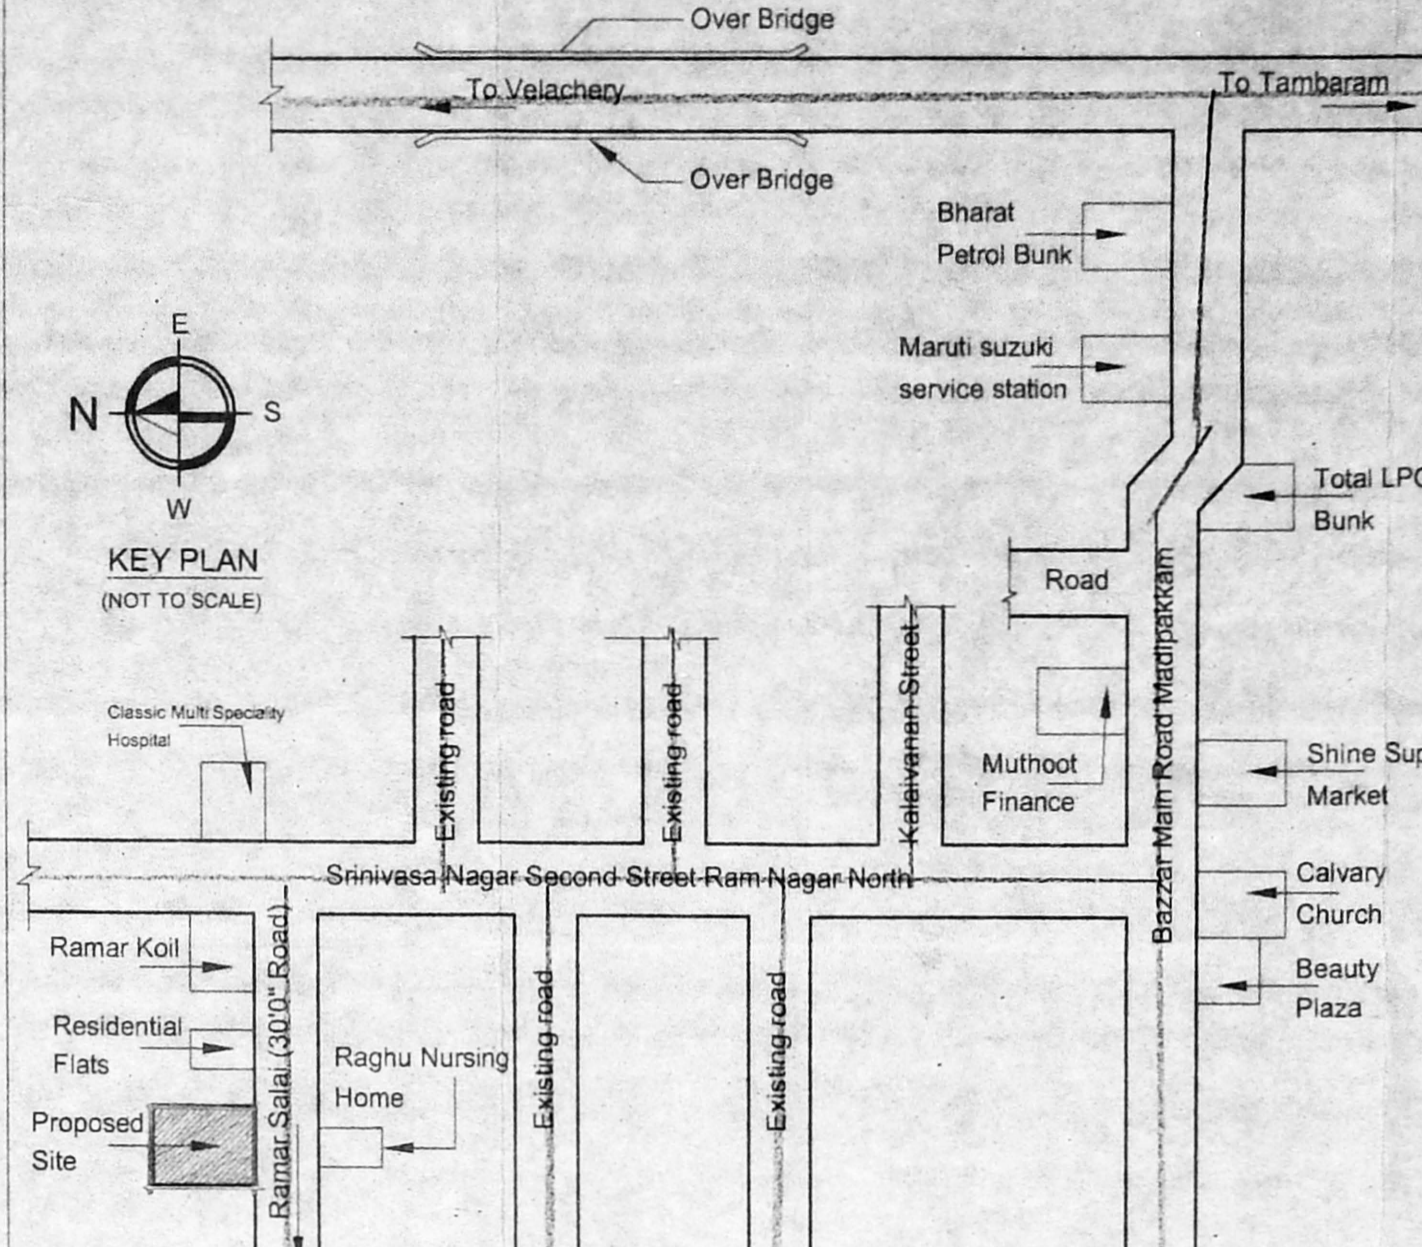 Over Bridge
To Velachery
To Tambaram
Over Bridge
Bharat
Petrol Bunk
E
Maruti suzuki
service station
N
S
W
Total LPG
Bunk
KEY PLAN
(NOT TO SCALE)
Road
Bazzar Main Road Madipakkam
Kalaivanan Street
Existing road
Existing road
Classic Multi Speciality
Hospital
Muthoot
Finance
Shine Sup
Market
Srinivasa Nagar Second Street Ram Nagar North
Calvary
Church
Ramar Koil
Beauty
Plaza
Ramar Salai (30'0" Road)
Existing road
Existing road
Residential
Flats
Raghu Nursing
Home
Proposed
Site